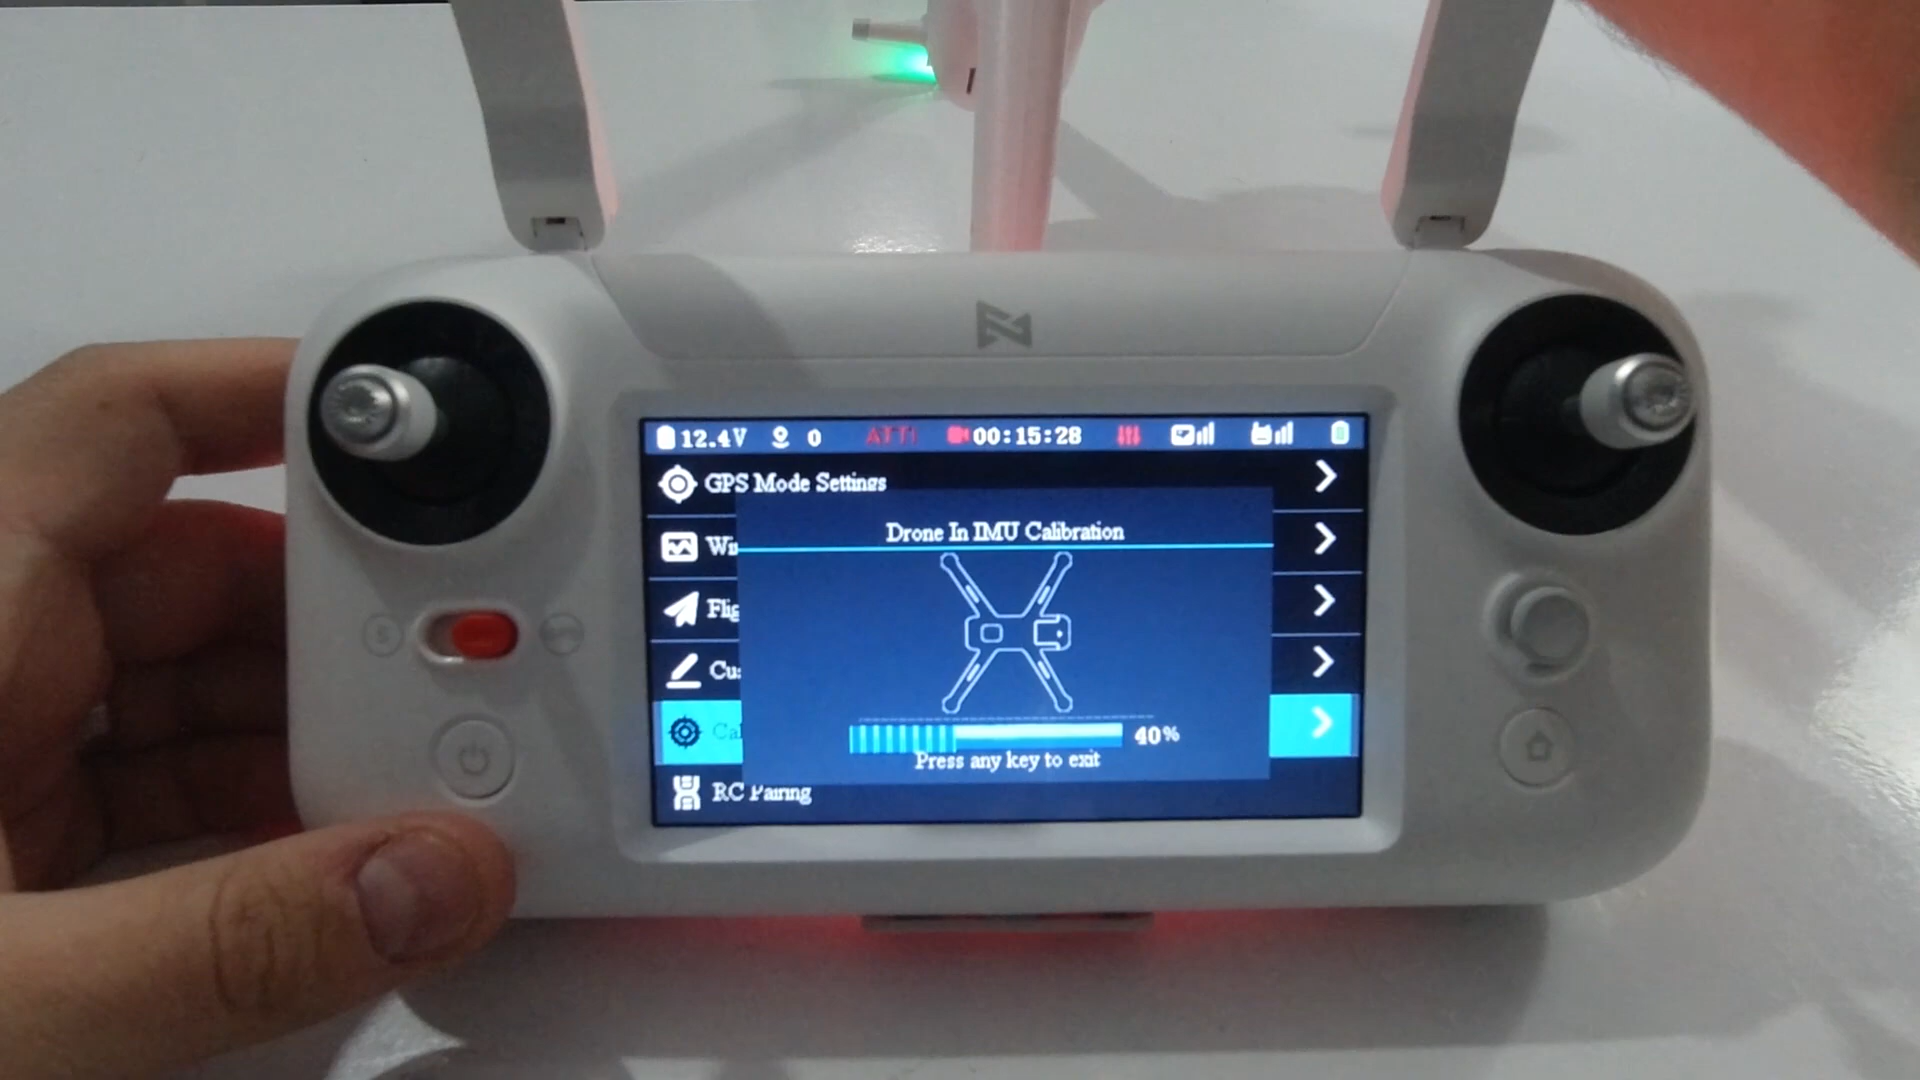 12.4V 0 ATTI 00:15:28
GPS Mode Settings
Drone In IMU Calibration
40%
Press any key to exit
RC Pairing
S